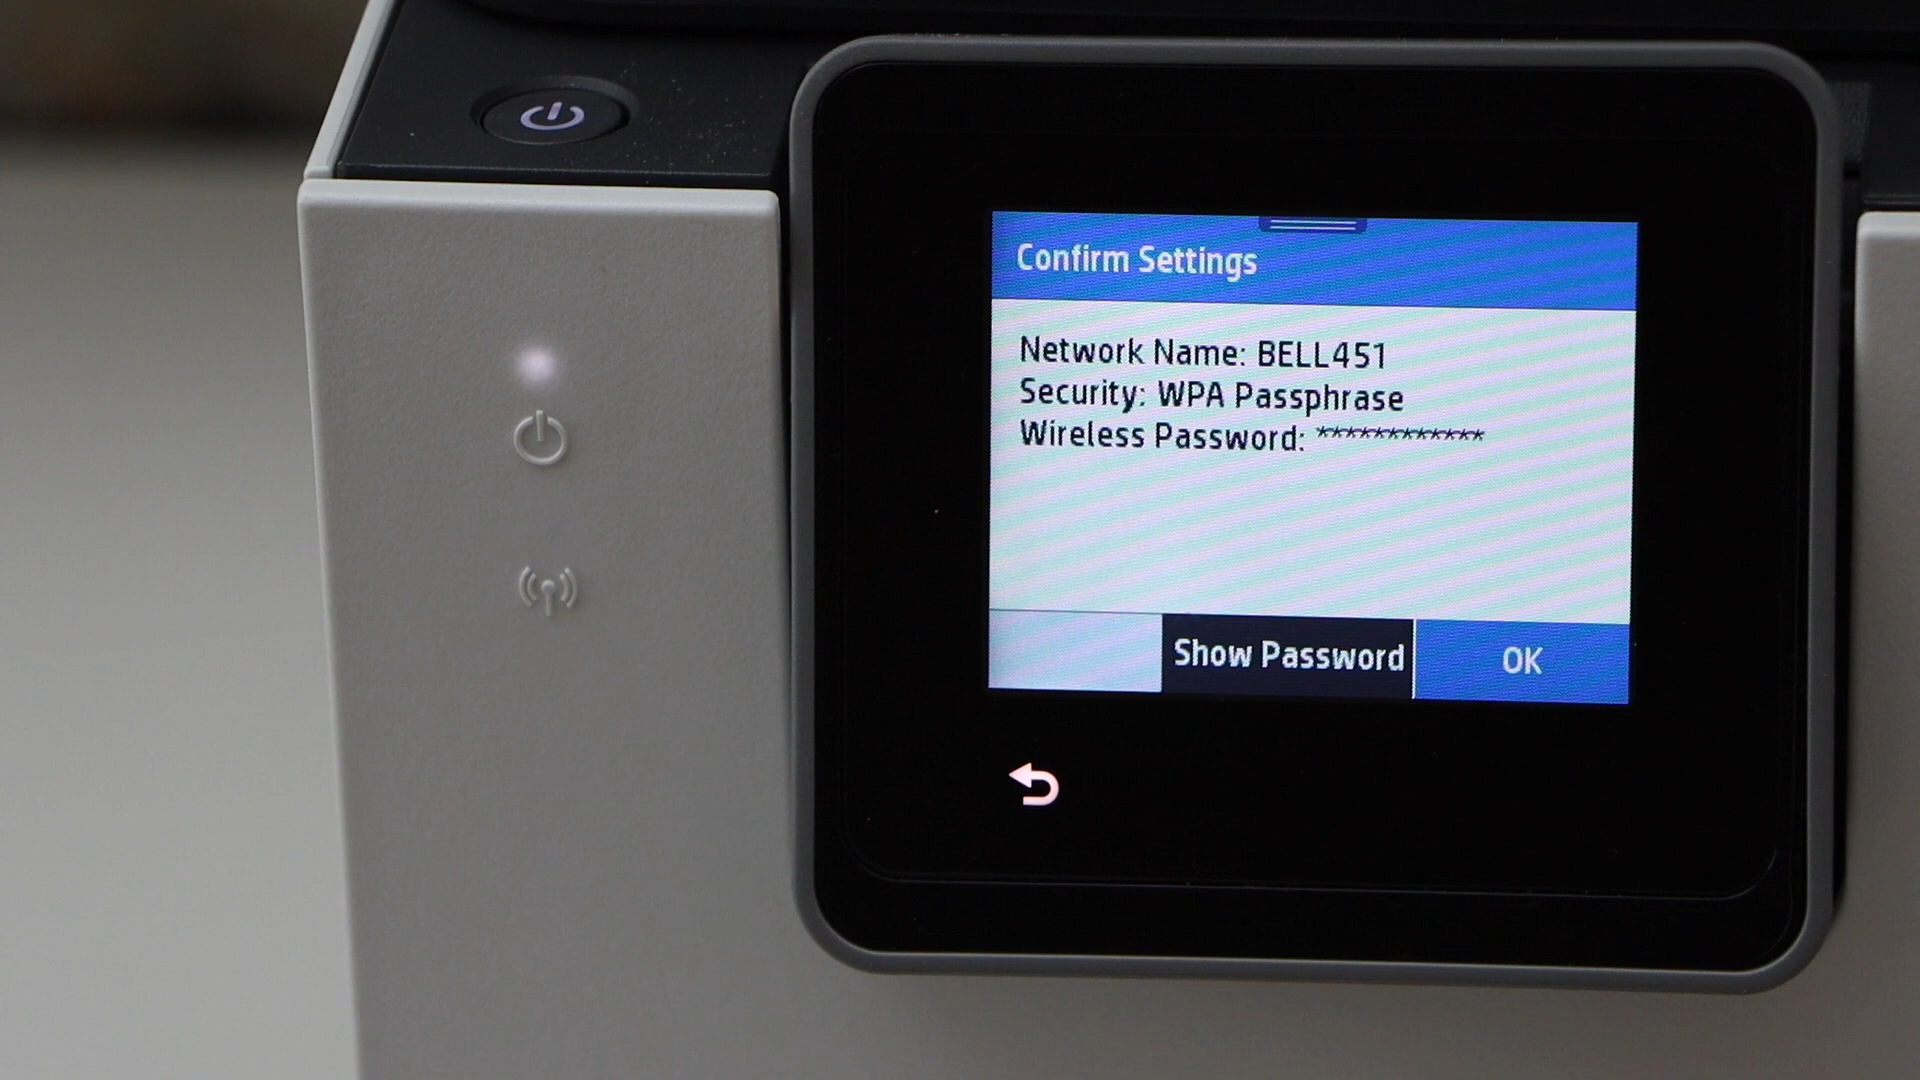 Confirm Settings
Network Name: BELL451
Security: WPA Passphrase
Wireless Password: ************
Show Password
OK